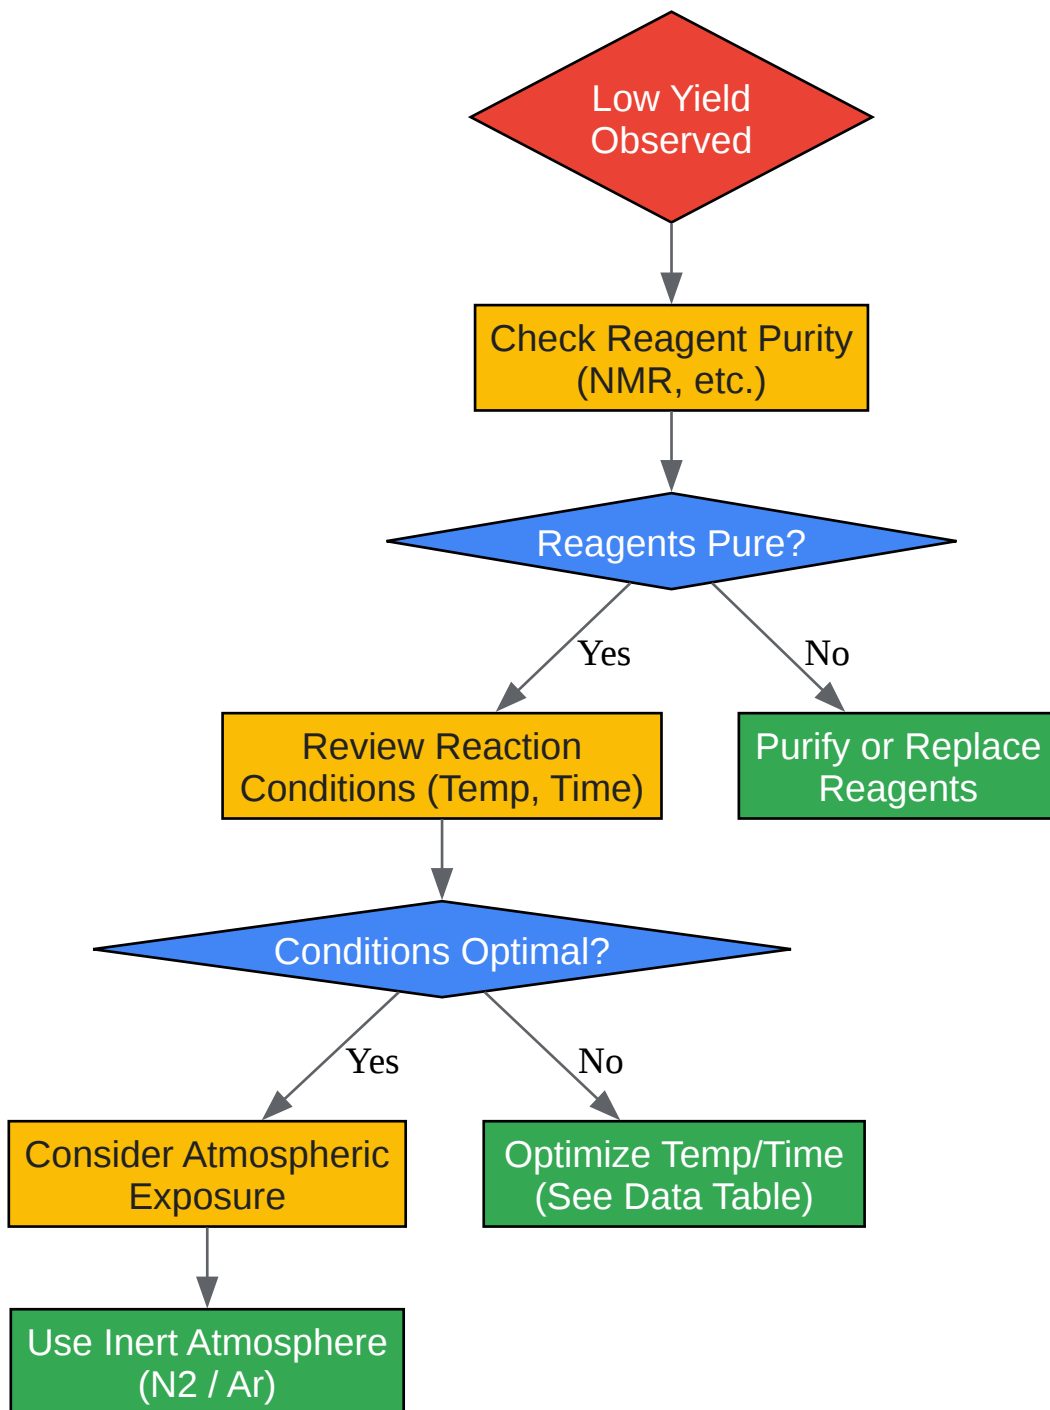 Low Yield
Observed
Check Reagent Purity
(NMR, etc.)
Reagents Pure?
Yes
No
Review Reaction
Conditions (Temp, Time)
Purify or Replace
Reagents
Conditions Optimal?
Yes
No
Consider Atmospheric
Exposure
Optimize Temp/Time
(See Data Table)
Use Inert Atmosphere
(N2 / Ar)